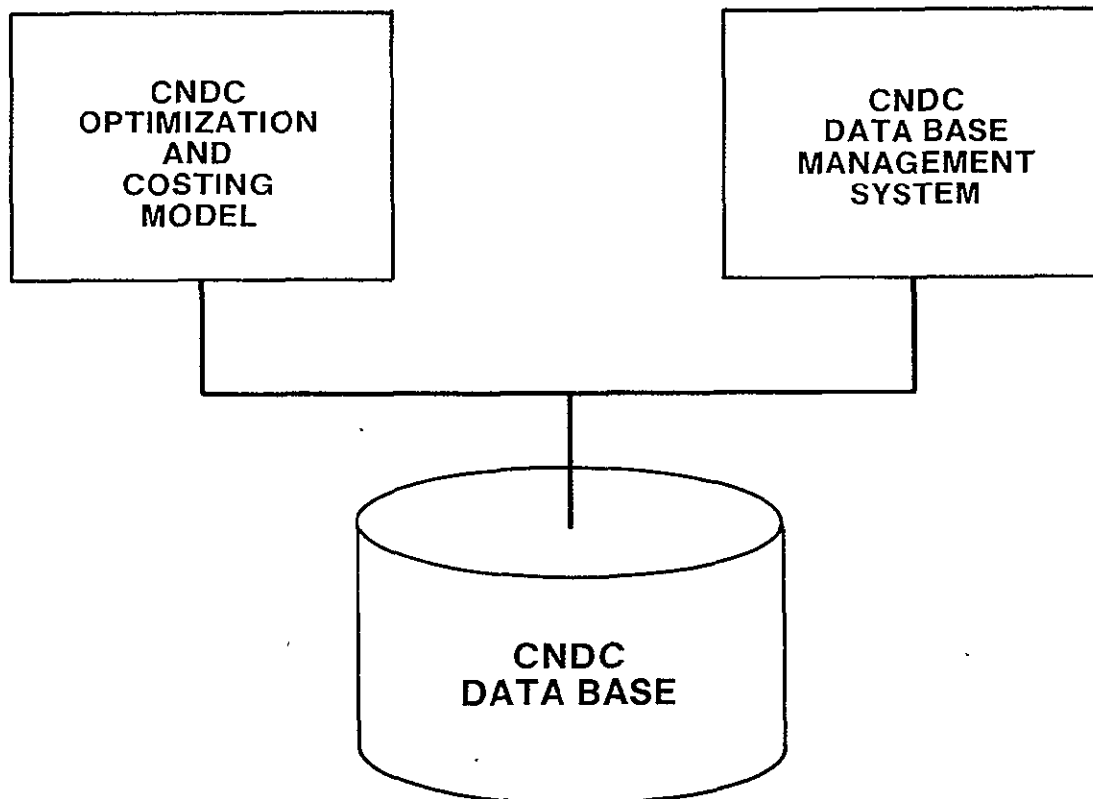 CNDC
OPTIMIZATION
AND
COSTING
MODEL
CNDC
DATA BASE
MANAGEMENT
SYSTEM
CNDC
DATA BASE